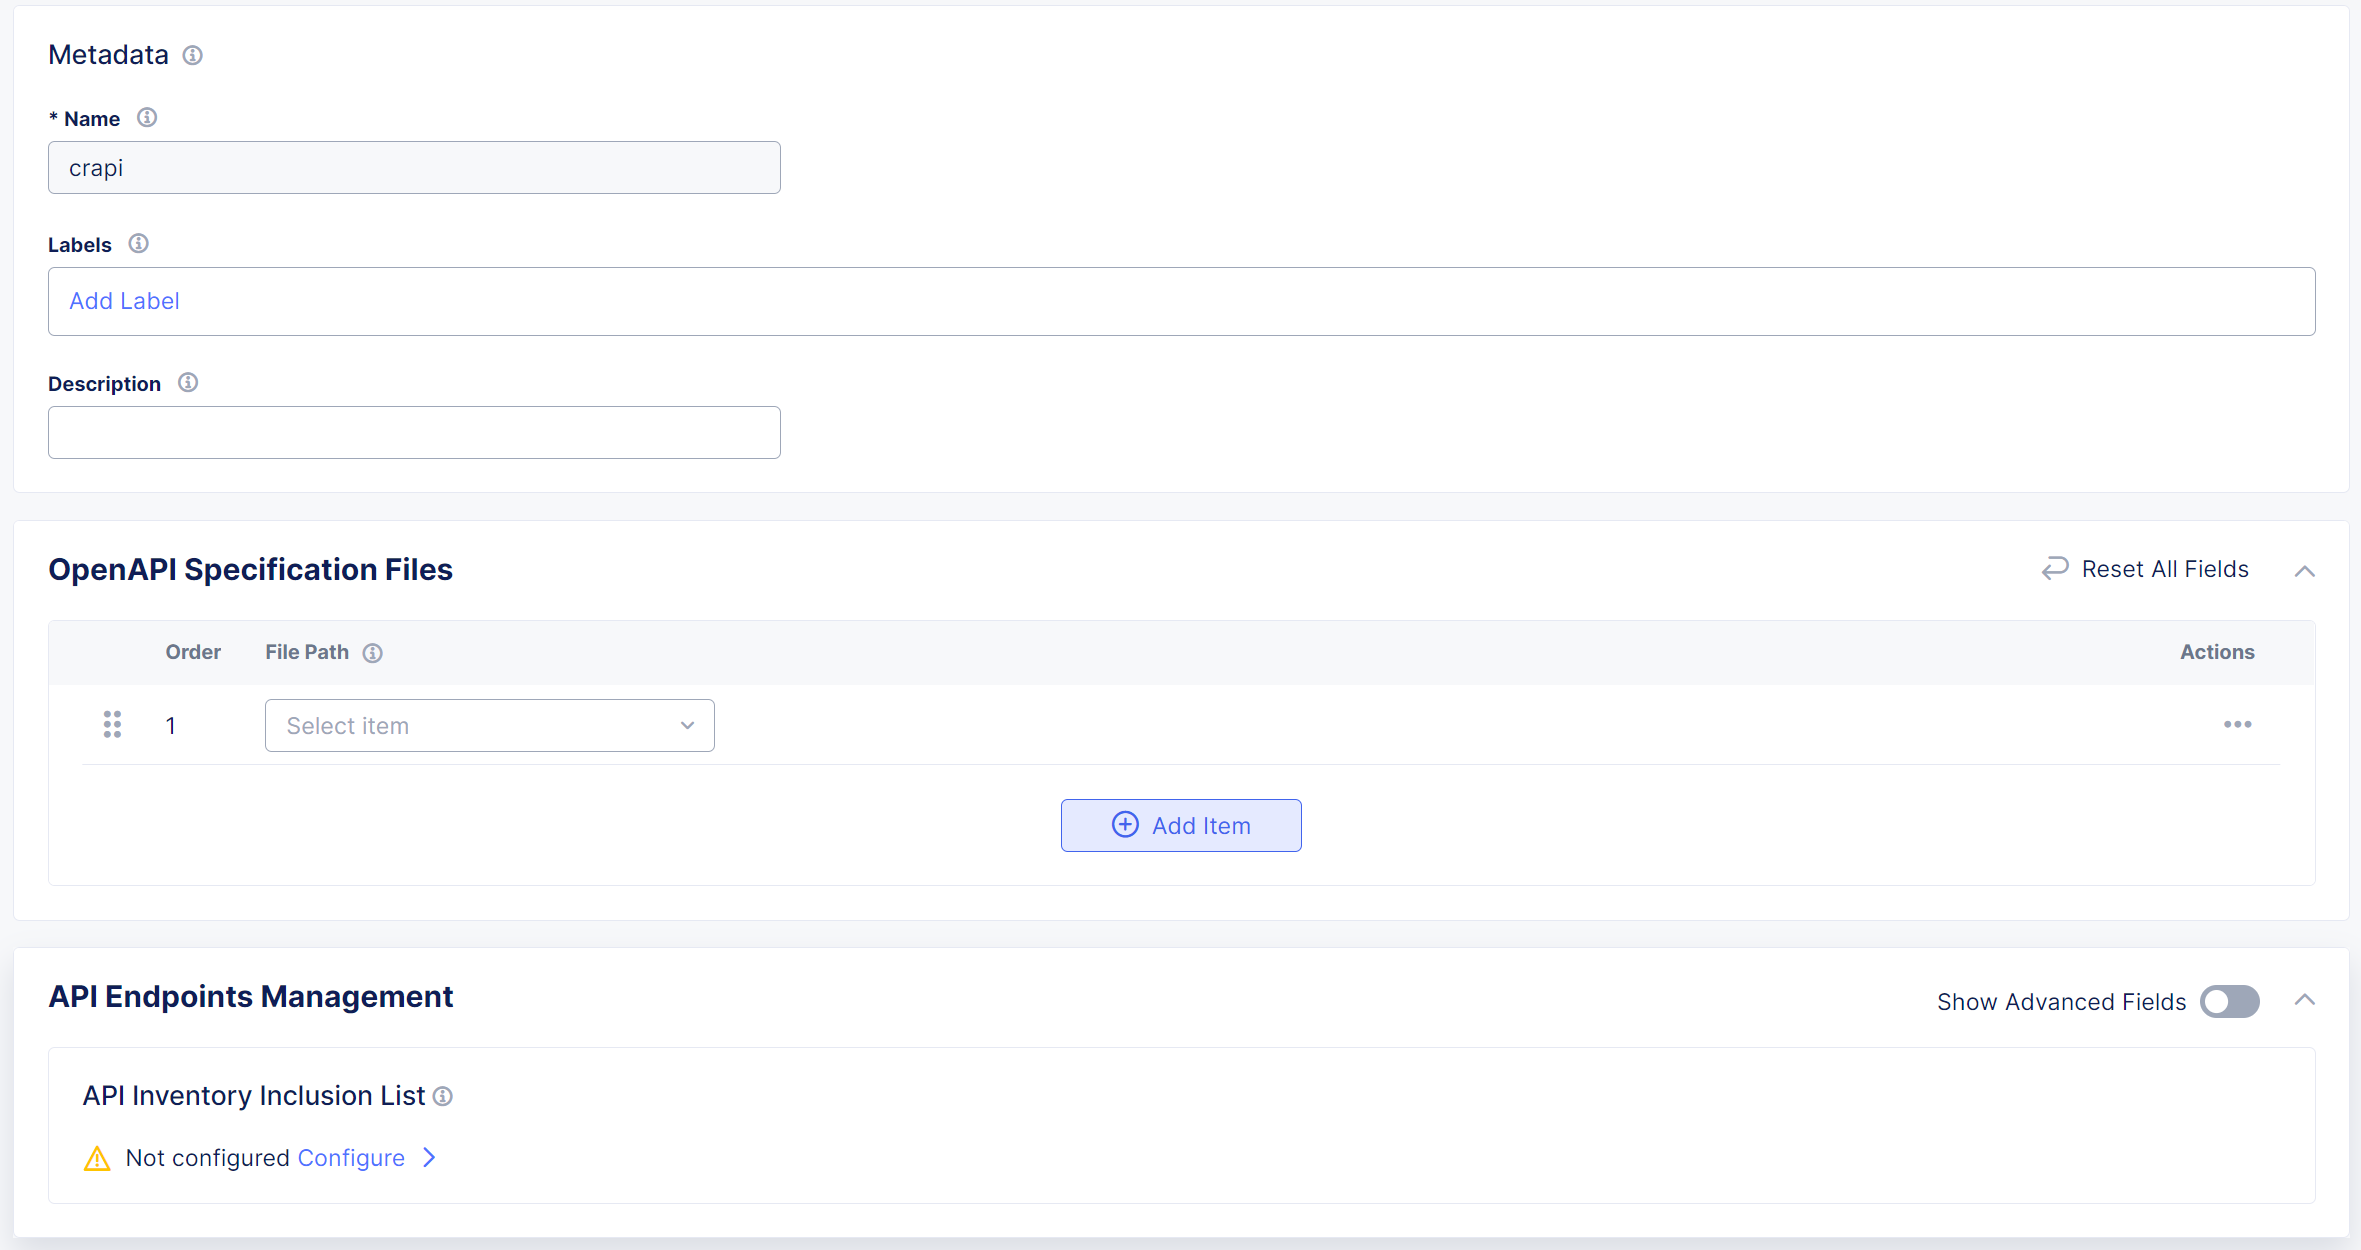 Metadata
* Name
crapi
Labels
Add Label
Description
OpenAPI Specification Files
Reset All Fields
Order File Path Actions
1 Select item
Add Item
API Endpoints Management
Show Advanced Fields
API Inventory Inclusion List
Not configured Configure